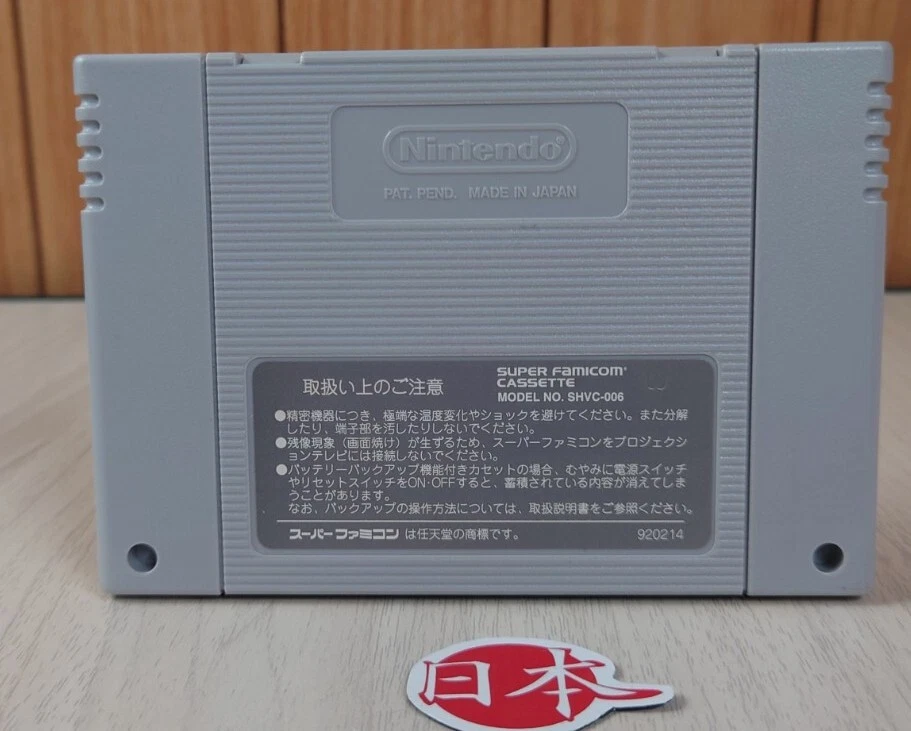 Nintendo®
PAT. PEND. MADE IN JAPAN
取扱い上のご注意
SUPER FAMICOM®
CASSETTE
MODEL NO. SHVC-006
●精密機器につき、極端な温度変化やショックを避けてください。また分解
したり、端子部を汚したりしないでください。
●残像現象（画面焼け）が生ずるため、スーパーファミコンをプロジェクシ
ョンテレビには接続しないでください。
●バッテリーバックアップ機能付きカセットの場合、むやみに電源スイッチ
やリセットスイッチをON·OFFすると、蓄積されている内容が消えてしま
うことがあります。
なお、バックアップの操作方法については、取扱説明書をご参照ください。
スーパーファミコン は任天堂の商標です。
920214
日本